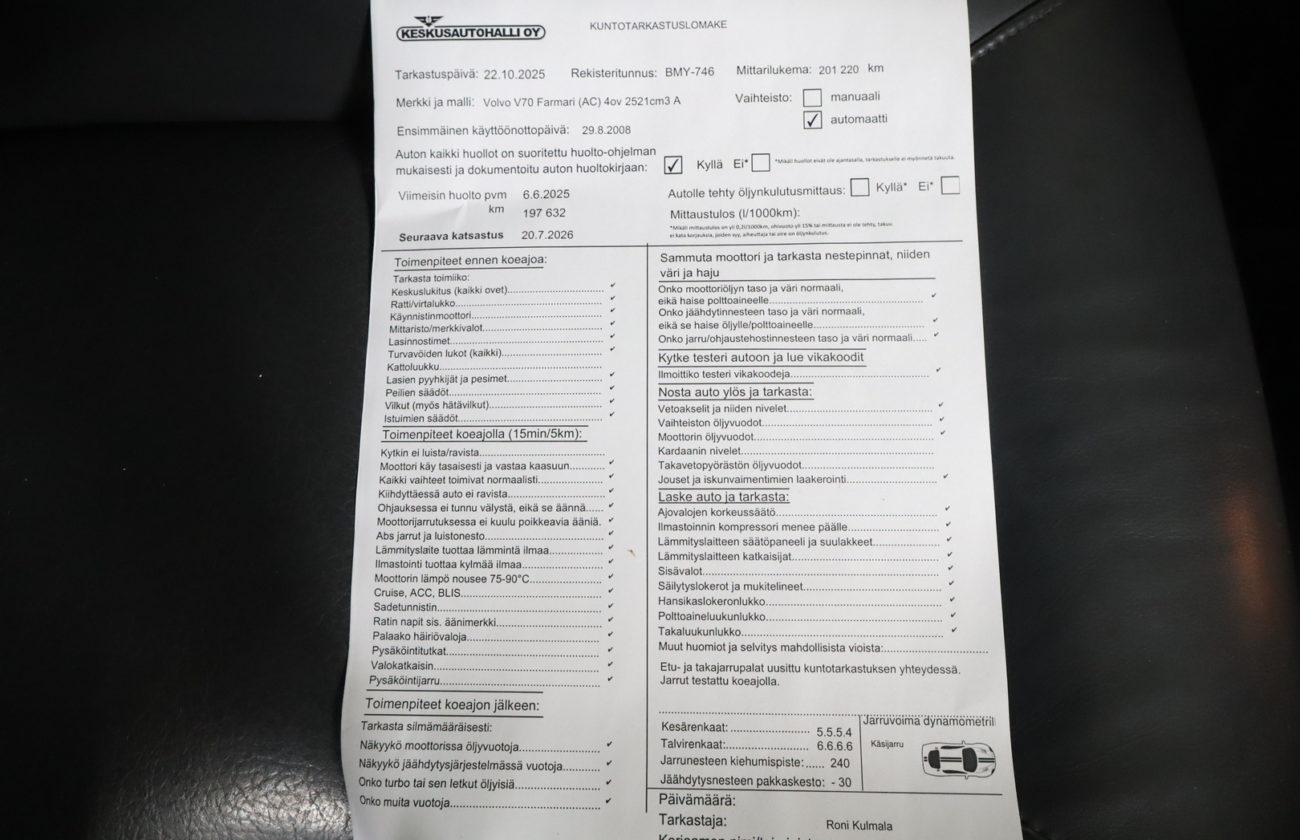 KESKUSAUTOHALLI OY
KUNTOTARKASTUSLOMAKE
Tarkastuspäivä: 22.10.2025 Rekisteritunnus: BMY-746 Mittarilukema: 201 220 km
Merkki ja malli: Volvo V70 Farmari (AC) 4ov 2521cm3 A
Vaihteisto: manuaali
✓ automaatti
Ensimmäinen käyttöönottopäivä: 29.8.2008
Auton kaikki huollot on suoritettu huolto-ohjelman
mukaisesti ja dokumentoitu auton huoltokirjaan: ✓ Kyllä Ei* *Mikäli huollot eivät ole ajantasalla, tarkastukselle ei myönnetä takuuta.
Viimeisin huolto pvm 6.6.2025
km 197 632
Seuraava katsastus 20.7.2026
Autolle tehty öljynkulutusmittaus: Kyllä* Ei*
Mittaustulos (l/1000km):
Toimenpiteet ennen koeajoa:
Tarkasta toimiiko:
Keskuslukitus (kaikki ovet) ✓
Ratti/virtalukko ✓
Käynnistinmoottori ✓
Mittaristo/merkkivalot ✓
Lasinnostimet ✓
Turvavöiden lukot (kaikki) ✓
Kattoluukku
Lasien pyyhkijät ja pesimet ✓
Peilien säädöt ✓
Vilkut (myös hätävilkut) ✓
Istuimien säädöt ✓
Toimenpiteet koeajolla (15min/5km):
Kytkin ei luista/ravista
Moottori käy tasaisesti ja vastaa kaasuun ✓
Kaikki vaihteet toimivat normaalisti ✓
Kiihdyttäessä auto ei ravista ✓
Ohjauksessa ei tunnu välystä, eikä se äännä ✓
Moottorijarrutuksessa ei kuulu poikkeavia ääniä. ✓
Abs jarrut ja luistonesto ✓
Lämmityslaite tuottaa lämmintä ilmaa ✓
Ilmastointi tuottaa kylmää ilmaa ✓
Moottorin lämpö nousee 75-90°C ✓
Cruise, ACC, BLIS ✓
Sadetunnistin ✓
Ratin napit sis. äänimerkki ✓
Palaako häiriövaloja ✓
Pysäköintitutkat ✓
Valokatkaisin ✓
Pysäköintijarru ✓
Toimenpiteet koeajon jälkeen:
Tarkasta silmämääräisesti:
Näkyykö moottorissa öljyvuotoja ✓
Näkyykö jäähdytysjärjestelmässä vuotoja ✓
Onko turbo tai sen letkut öljyisiä ✓
Onko muita vuotoja ✓
Sammuta moottori ja tarkasta nestepinnat, niiden
väri ja haju
Onko moottoriöljyn taso ja väri normaali,
eikä haise polttoaineelle ✓
Onko jäähdytinnesteen taso ja väri normaali,
eikä se haise öljylle/polttoaineelle ✓
Onko jarru/ohjaustehostinnesteen taso ja väri normaali ✓
Kytke testeri autoon ja lue vikakoodit
Ilmoittiko testeri vikakoodeja ✓
Nosta auto ylös ja tarkasta:
Vetoakselit ja niiden nivelet ✓
Vaihteiston öljyvuodot ✓
Moottorin öljyvuodot ✓
Kardaanin nivelet
Takavetopyörästön öljyvuodot
Jouset ja iskunvaimentimien laakerointi ✓
Laske auto ja tarkasta:
Ajovalojen korkeussäätö ✓
Ilmastoinnin kompressori menee päälle ✓
Lämmityslaitteen säätöpaneeli ja suulakkeet ✓
Lämmityslaitteen katkaisijat ✓
Sisävalot ✓
Säilytyslokerot ja mukitelineet ✓
Hansikaslokeronlukko ✓
Polttoaineluukunlukko ✓
Takaluukunlukko ✓
Muut huomiot ja selvitys mahdollisista vioista:
Etu- ja takajarrupalat uusittu kuntotarkastuksen yhteydessä.
Jarrut testattu koeajolla.
Kesärenkaat: 5.5.5.4
Talvirenkaat: 6.6.6.6
Jarrunesteen kiehumispiste: 240
Jäähdytysnesteen pakkaskesto: - 30
Jarruvoima dynamometril
Käsijarru
Päivämäärä:
Tarkastaja: Roni Kulmala